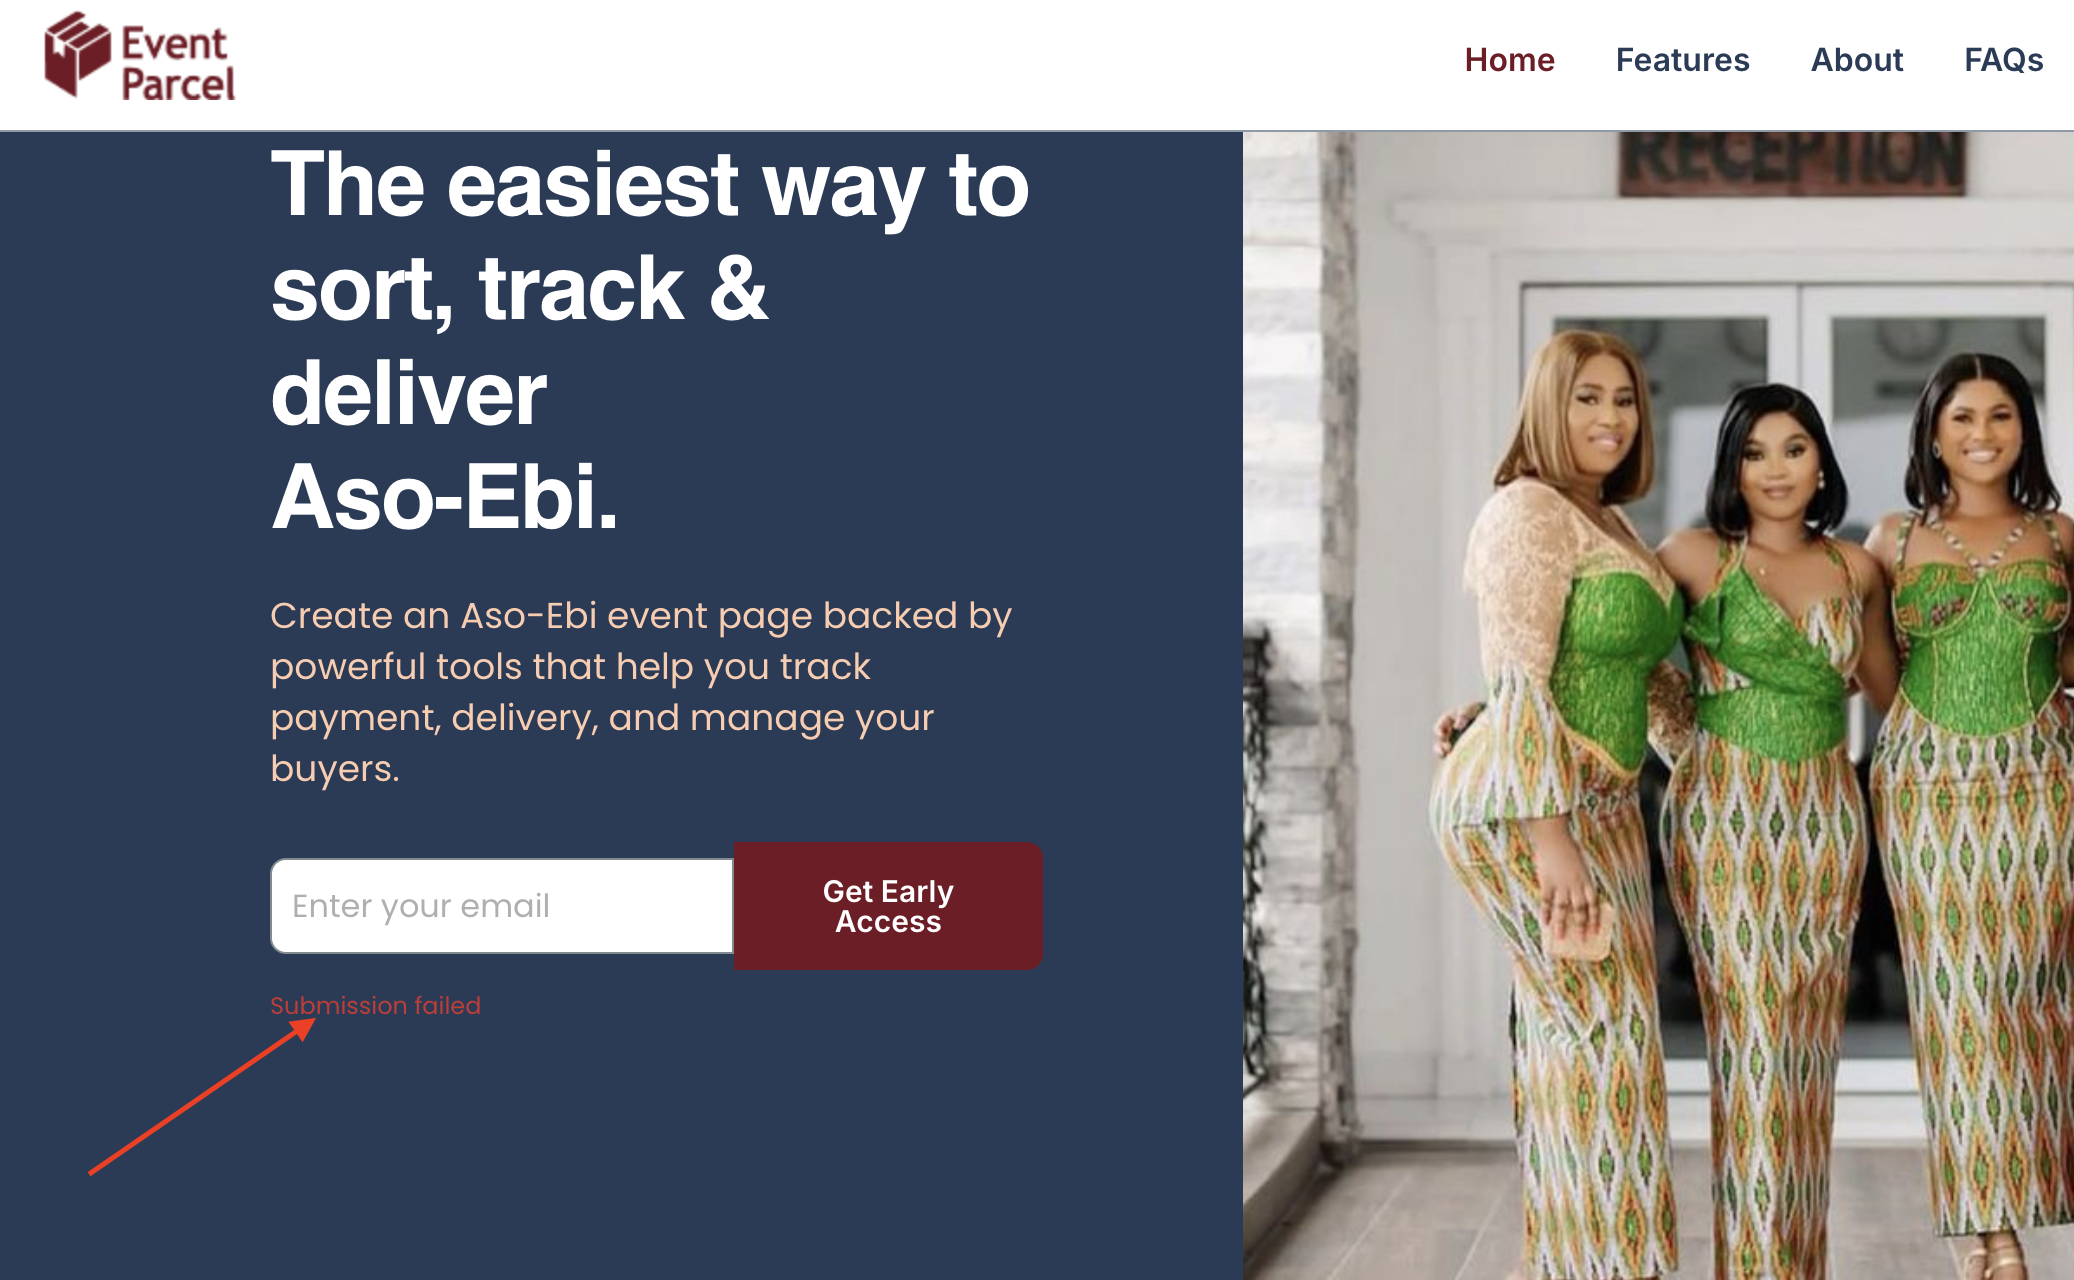 Event
Parcel
Home Features About FAQs
The easiest way to
sort, track &
deliver
Aso-Ebi.
Create an Aso-Ebi event page backed by
powerful tools that help you track
payment, delivery, and manage your
buyers.
Enter your email
Get Early
Access
Submission failed
RECEPTION